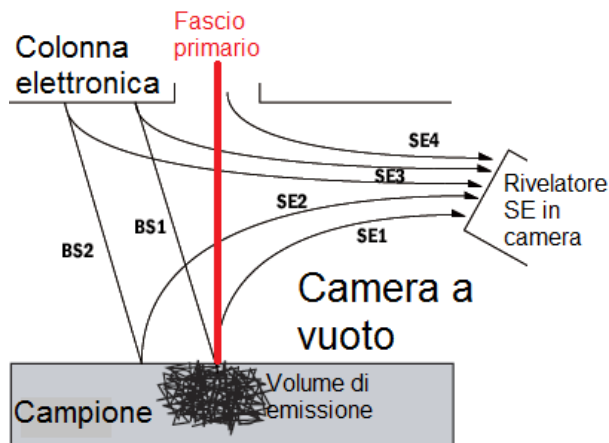 Fascio
primario
Colonna
elettronica
SE4
SE3
Rivelatore
SE in
camera
SE2
BS1
SE1
BS2
Camera a
vuoto
Volume di
emissione
Campione